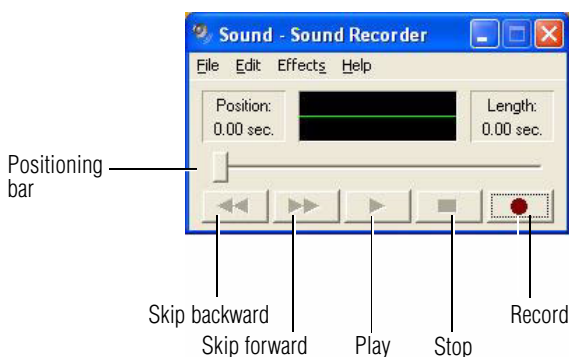 Sound - Sound Recorder
File Edit Effects Help
Position:
0.00 sec.
Length:
0.00 sec.
Positioning
bar
Skip backward
Record
Skip forward
Play
Stop